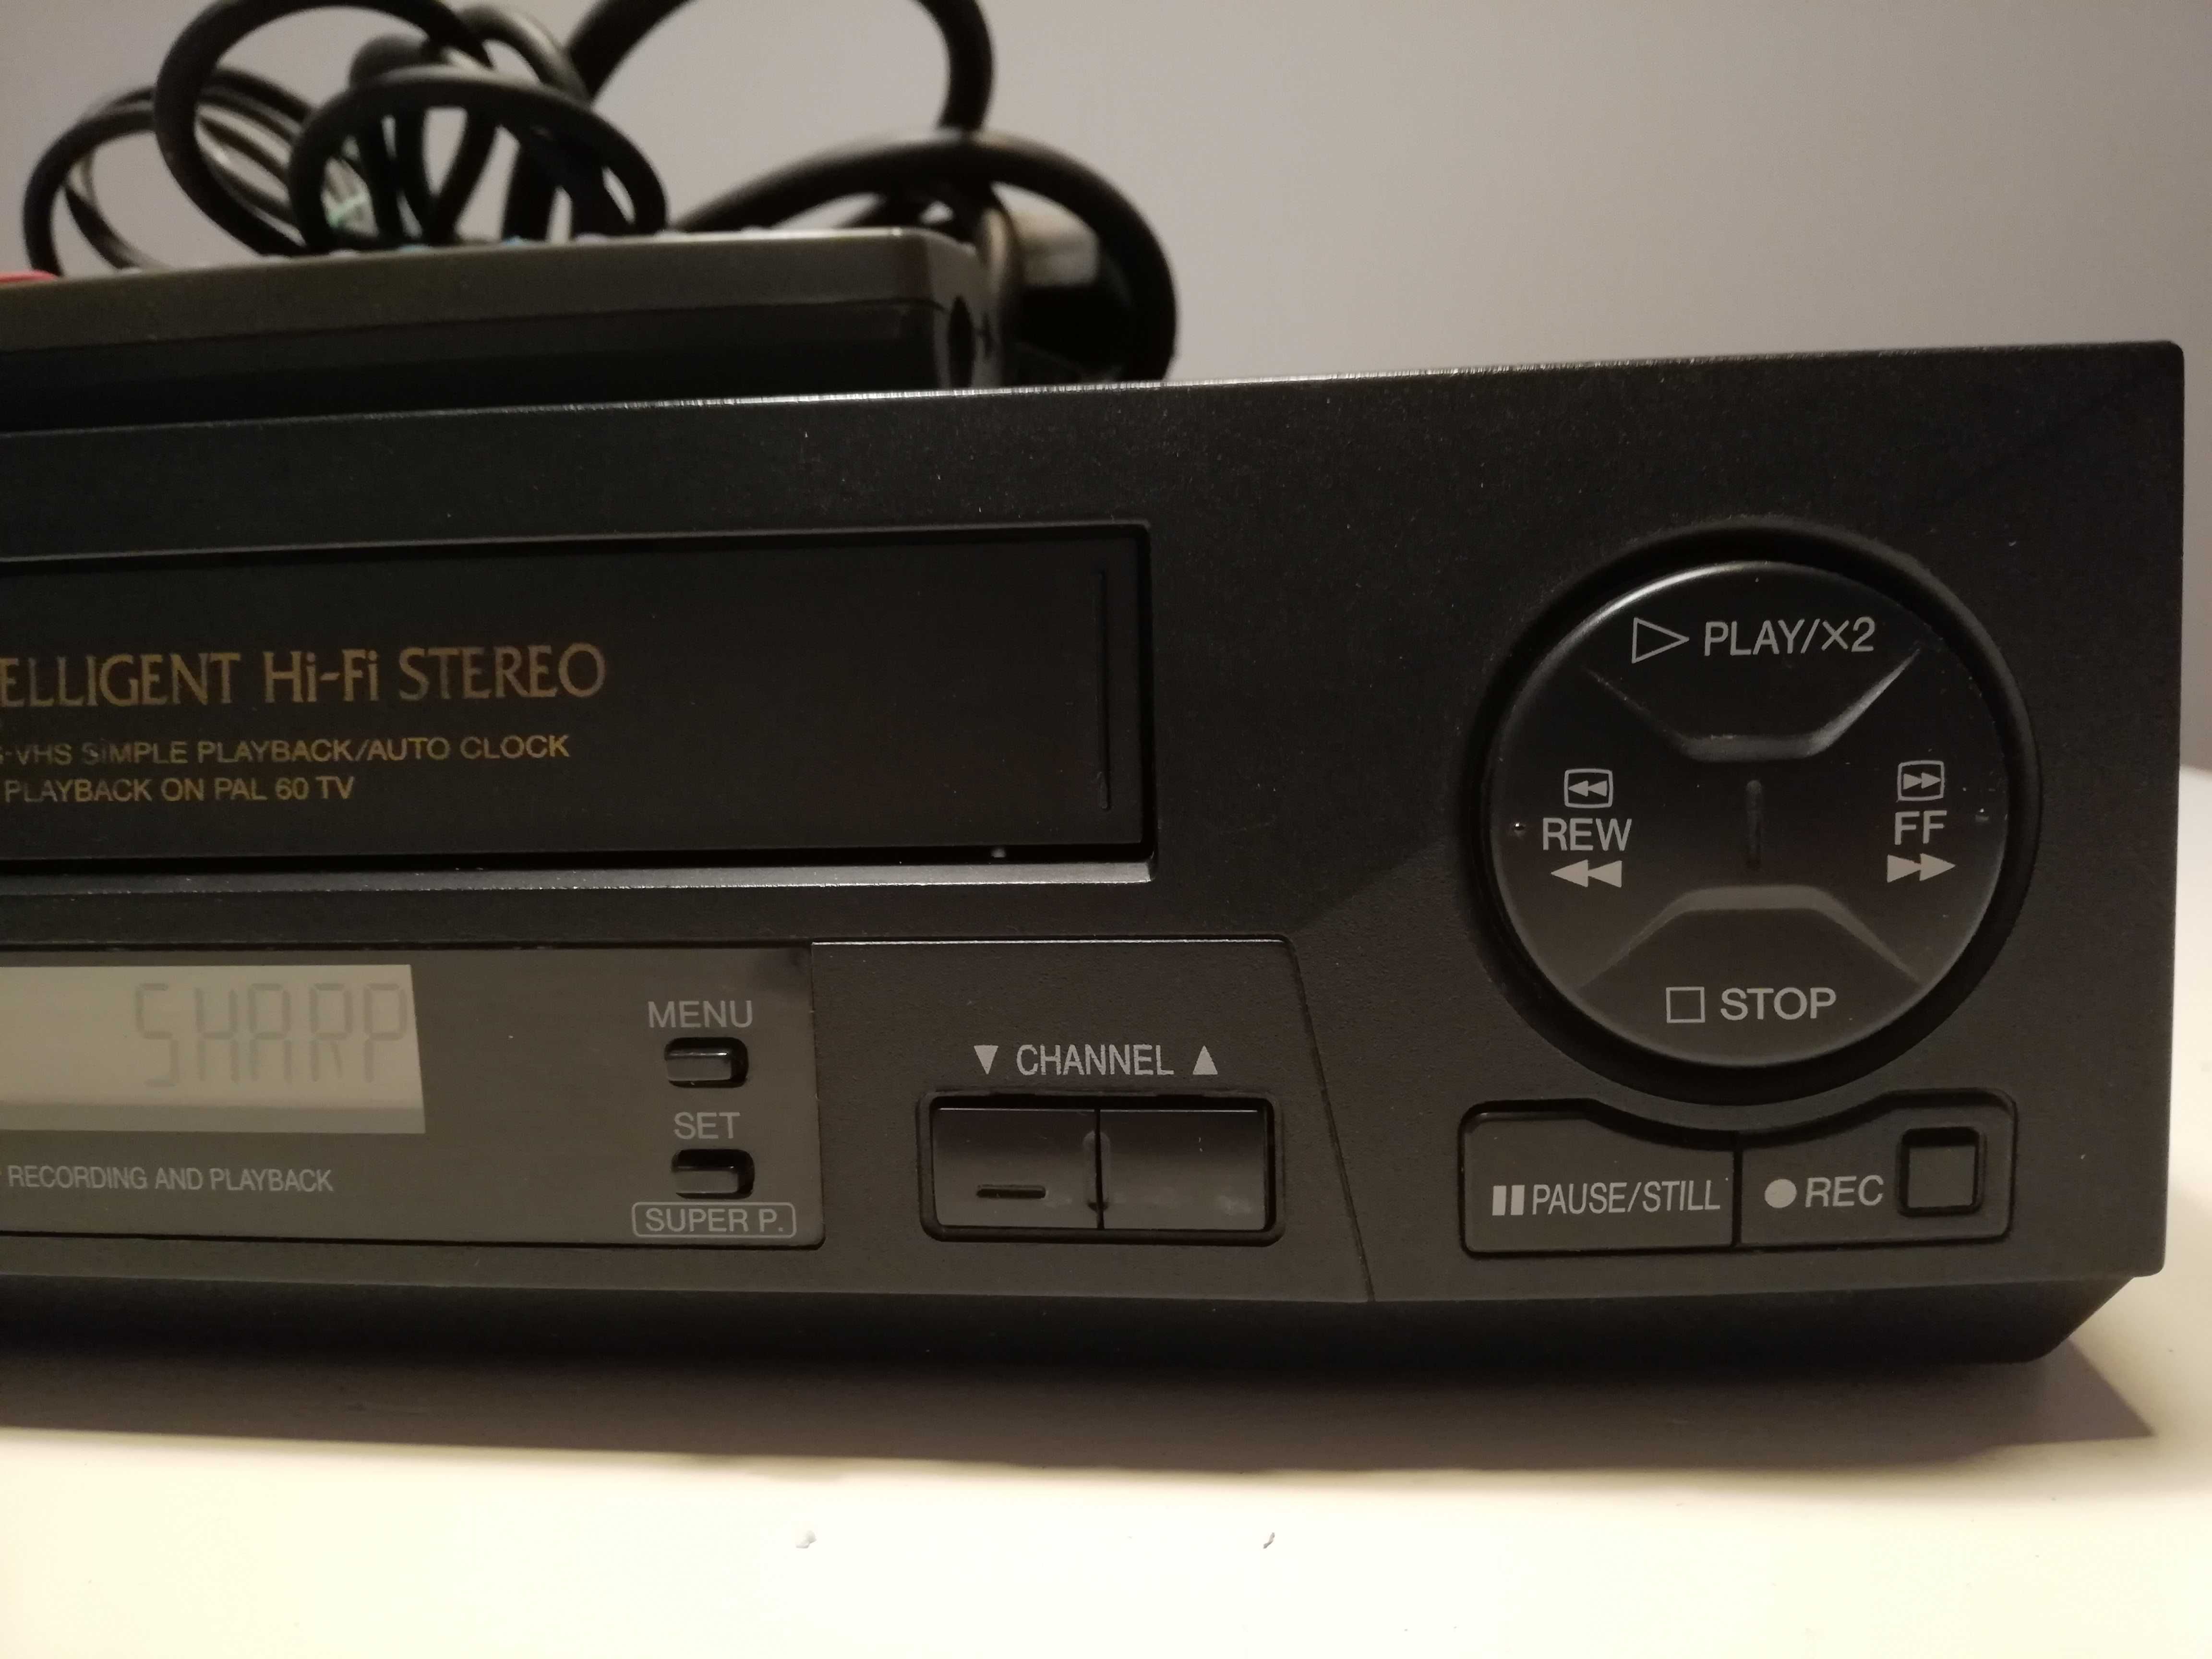 ELLIGENT Hi-Fi STEREO
S-VHS SIMPLE PLAYBACK/AUTO CLOCK
PLAYBACK ON PAL 60 TV
SHARP
RECORDING AND PLAYBACK
MENU
SET
SUPER P.
▼ CHANNEL ▲
▷ PLAY/X2
REW
FF
□ STOP
PAUSE/STILL
● REC